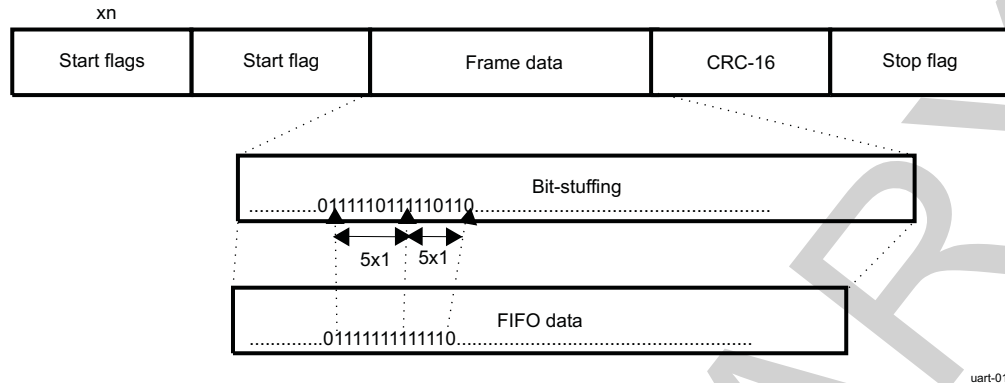 xn
Start flags Start flag Frame data CRC-16 Stop flag
Bit-stuffing
.............0111110111110110......................................................................
5x1 5x1
FIFO data
.............01111111111110......................................................................
uart-01